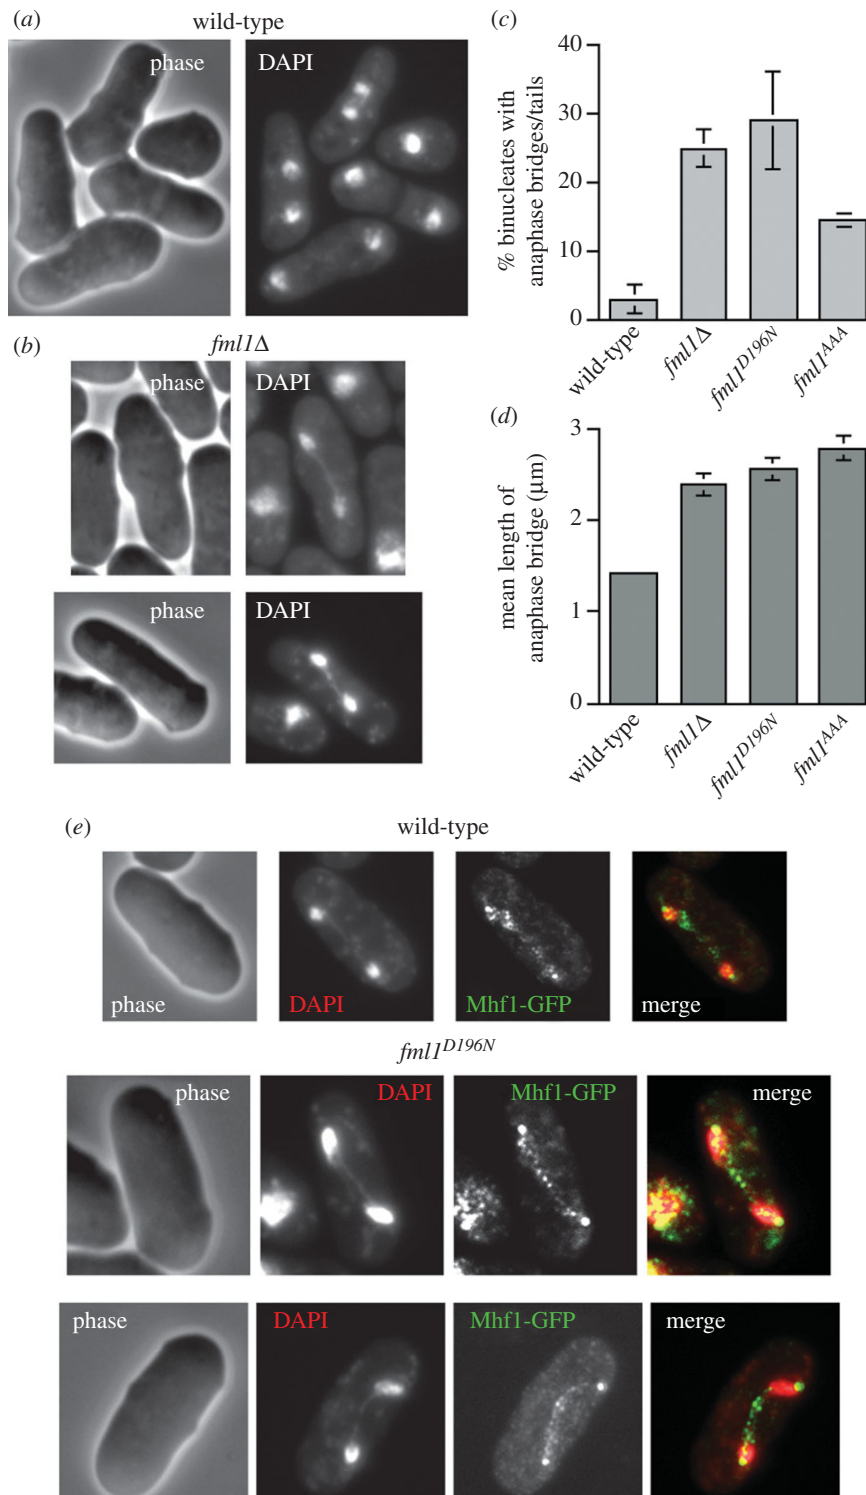 (a)
wild-type
phase
DAPI
(b)
fml1Δ
phase
DAPI
phase
DAPI
(c)
% binucleates with
anaphase bridges/tails
40
30
20
10
0
wild-type
fml1Δ
fml1D196N
fml1AAA
(d)
mean length of
anaphase bridge (μm)
3
2
1
0
wild-type
fml1Δ
fml1D196N
fml1AAA
(e)
wild-type
phase
DAPI
Mhf1-GFP
merge
fml1D196N
phase
DAPI
Mhf1-GFP
merge
phase
DAPI
Mhf1-GFP
merge